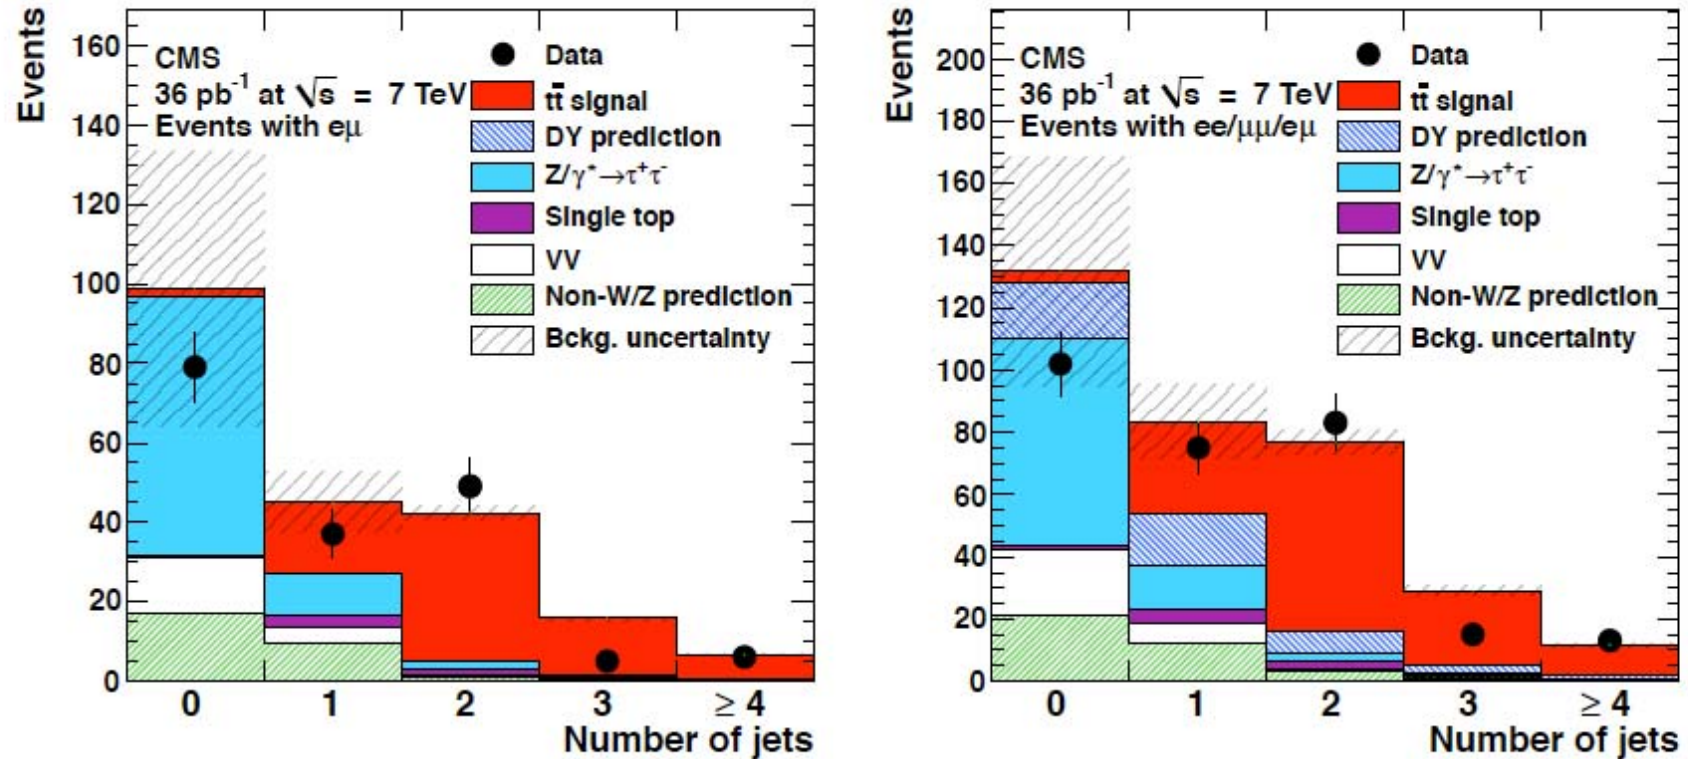 Events
160
140
120
100
80
60
40
20
0
CMS
36 pb⁻¹ at √s = 7 TeV
Events with eμ
Data
tt̄ signal
DY prediction
Z/γ*→τ⁺τ⁻
Single top
VV
Non-W/Z prediction
Bckg. uncertainty
0 1 2 3 ≥ 4
Number of jets
Events
200
180
160
140
120
100
80
60
40
20
0
CMS
36 pb⁻¹ at √s = 7 TeV
Events with ee/μμ/eμ
Data
tt̄ signal
DY prediction
Z/γ*→τ⁺τ⁻
Single top
VV
Non-W/Z prediction
Bckg. uncertainty
0 1 2 3 ≥ 4
Number of jets